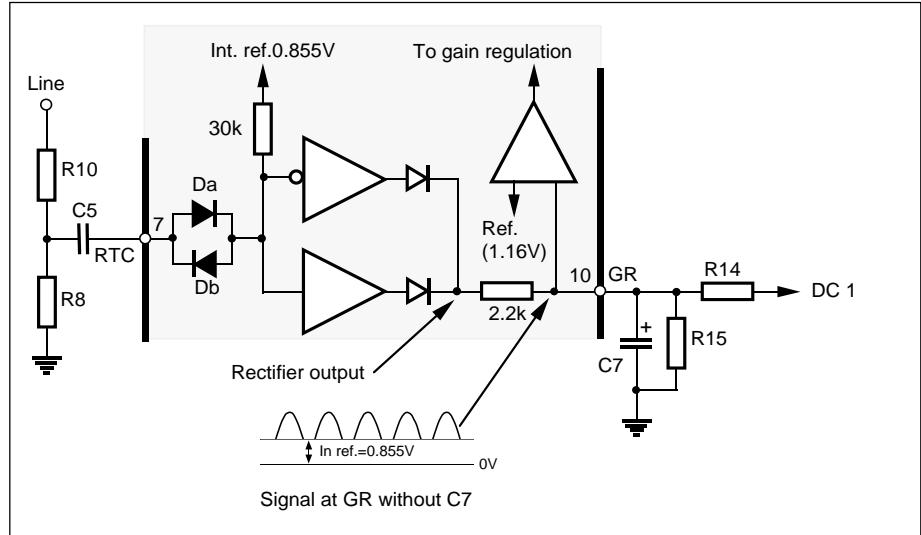 Int. ref.0.855V
To gain regulation
Line
30k
R10
Da
C5
7
RTC
Ref.
(1.16V)
10 GR
R14
DC 1
R8
Db
2.2k
R15
+
C7
Rectifier output
In ref.=0.855V
0V
Signal at GR without C7